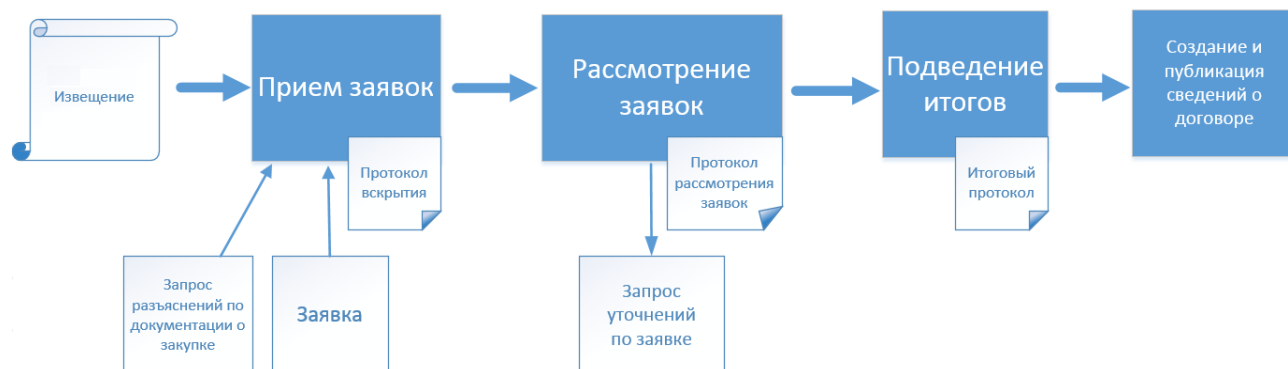 Извещение
Прием заявок
Протокол
вскрытия
Рассмотрение
заявок
Протокол
рассмотрения
заявок
Подведение
итогов
Итоговый
протокол
Создание и
публикация
сведений о
договоре
Запрос
разъяснений по
документации о
закупке
Заявка
Запрос
уточнений
по заявке